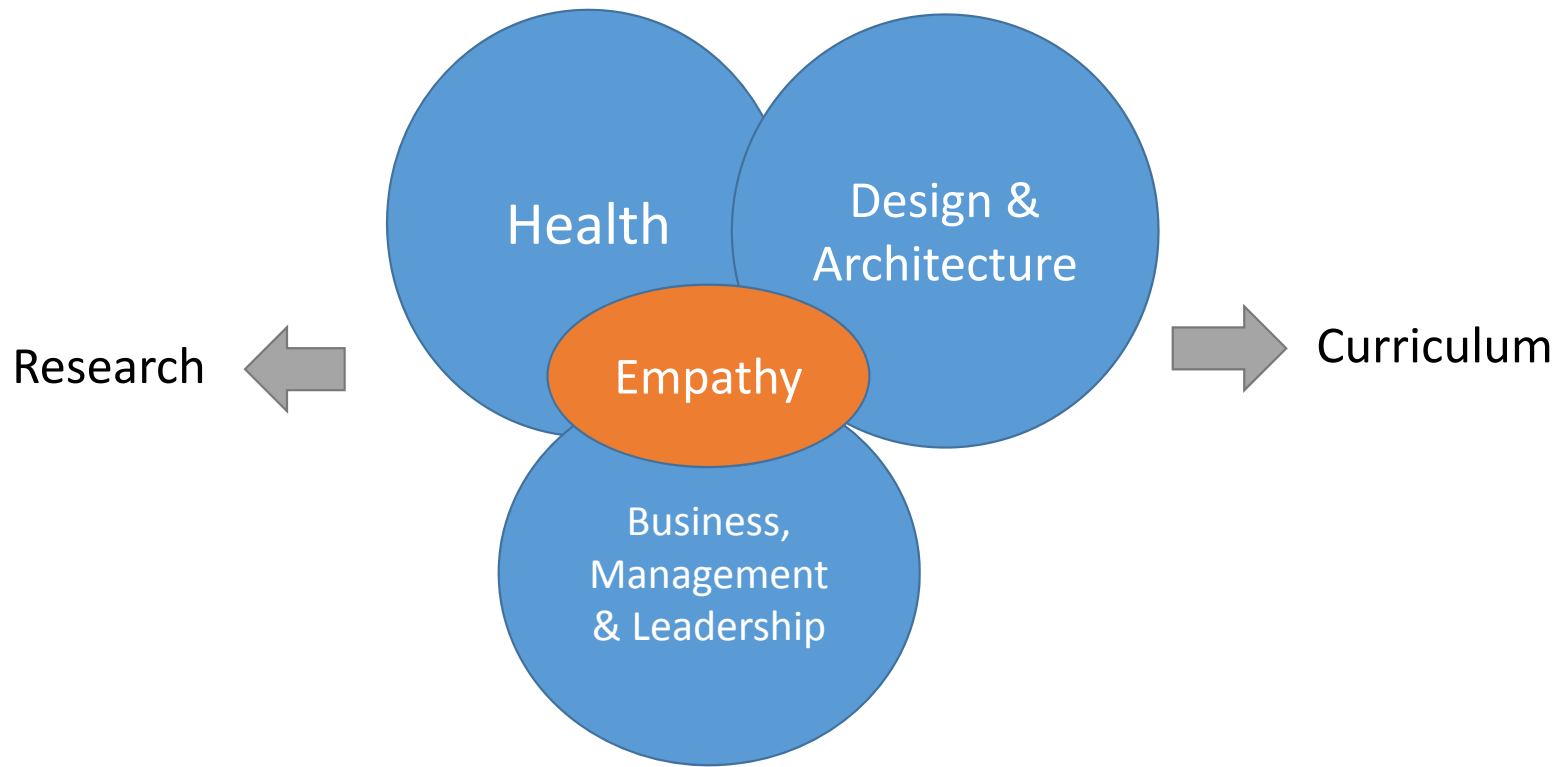 Health
Design &
Architecture
Research
Empathy
Curriculum
Business,
Management
& Leadership